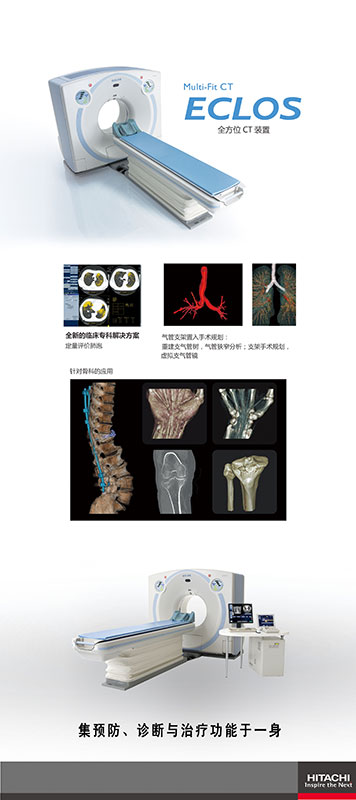 Multi-Fit CT
ECLOS
全方位 CT 装置
全新的临床专科解决方案
定量评价肺疱
气管支架置入手术规划：
重建支气管树，气管狭窄分析；支架手术规划，
虚拟支气管镜
针对骨科的应用
集预防、诊断与治疗功能于一身
HITACHI
Inspire the Next